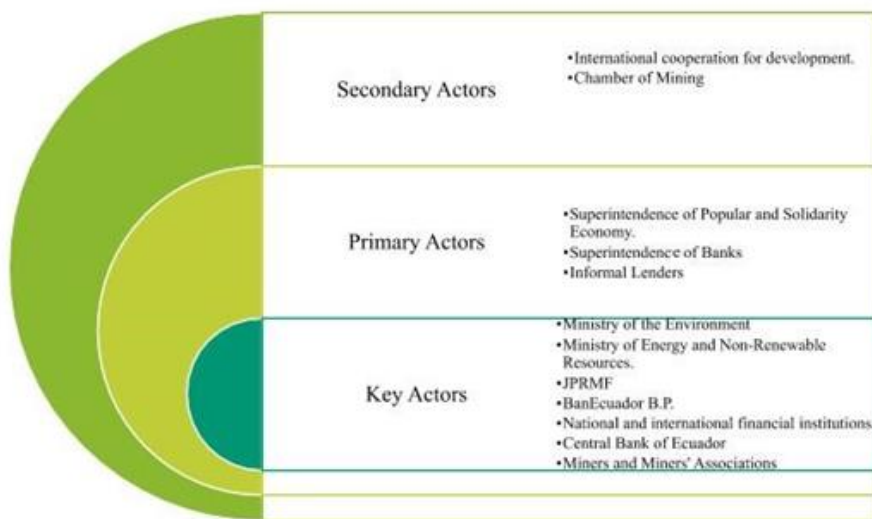 Secondary Actors
•International cooperation for development.
•Chamber of Mining
Primary Actors
•Superintendence of Popular and Solidarity
Economy.
•Superintendence of Banks
•Informal Lenders
Key Actors
•Ministry of the Environment
•Ministry of Energy and Non-Renewable
Resources.
•JPRMF
•BanEcuador B.P.
•National and international financial institutions
•Central Bank of Ecuador
•Miners and Miners' Associations